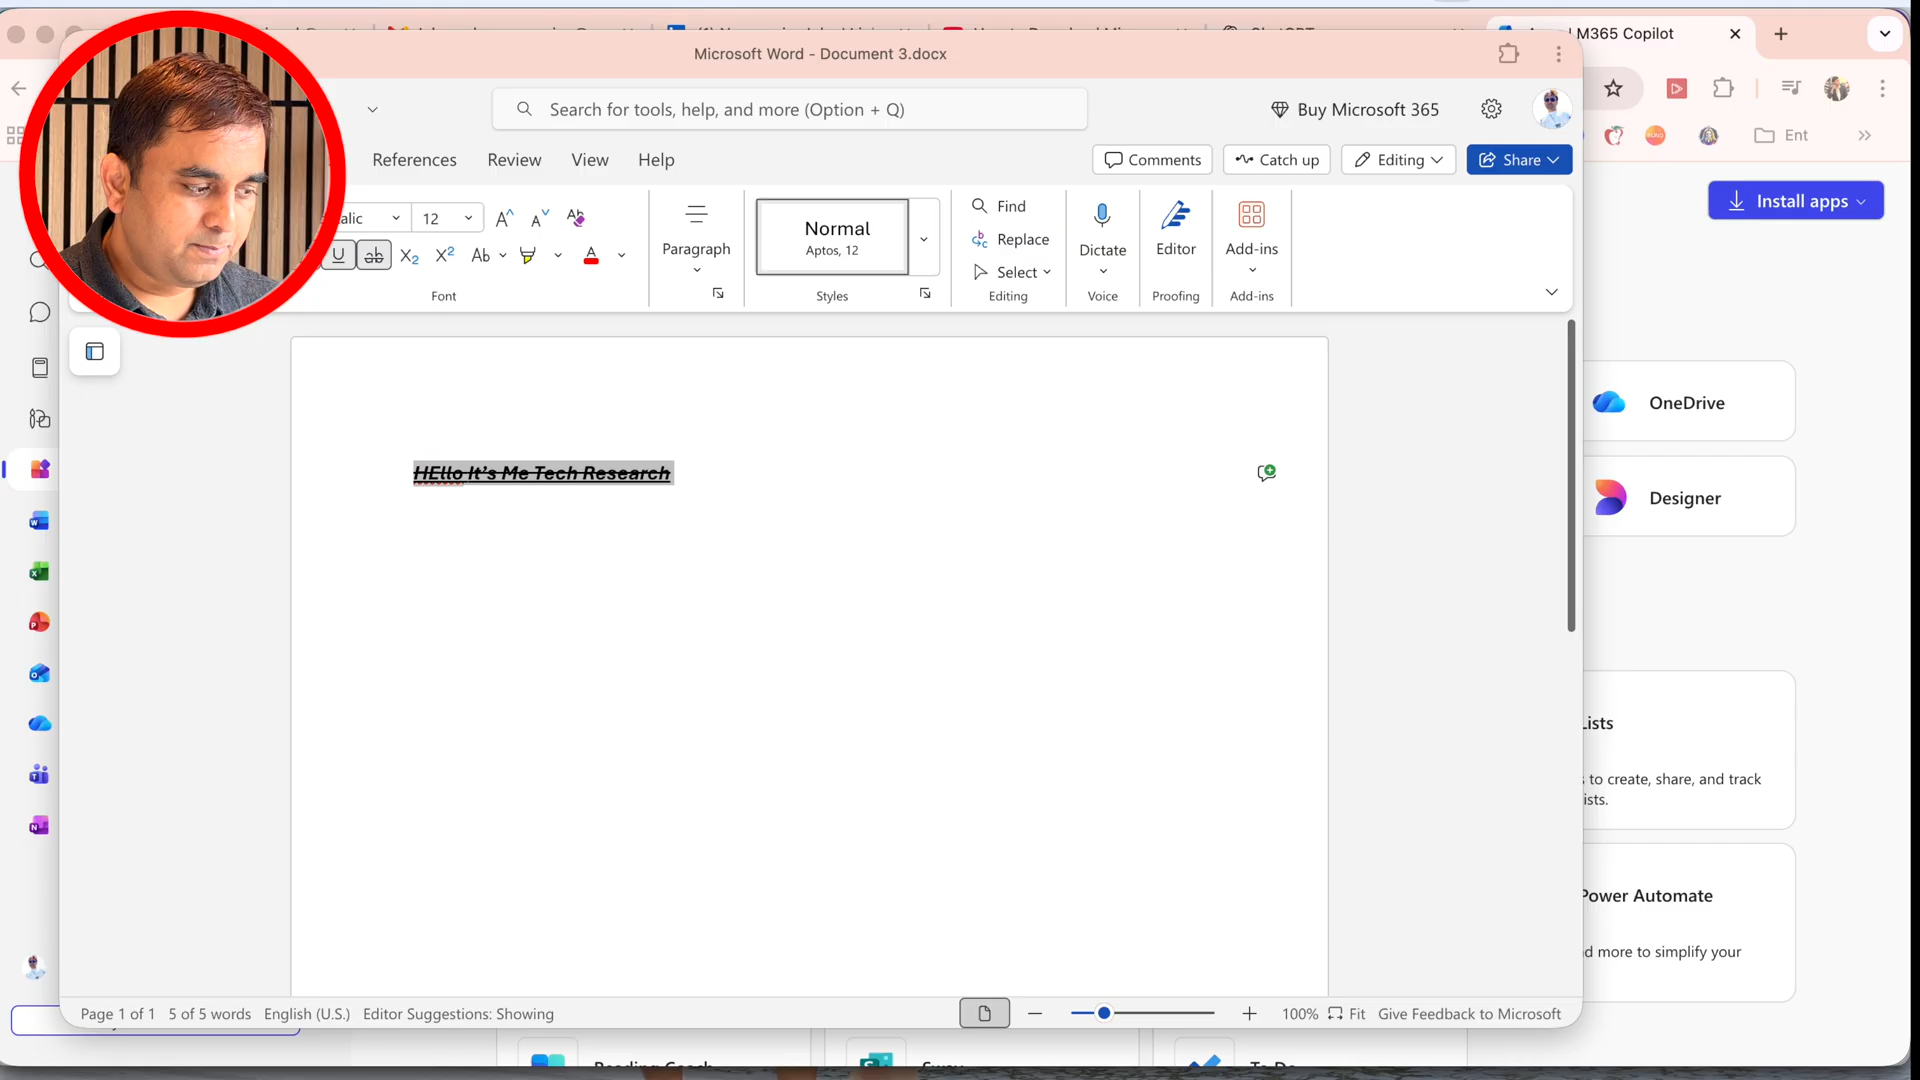 M365 Copilot
Microsoft Word - Document 3.docx
Search for tools, help, and more (Option + Q)
Buy Microsoft 365
Ent
References
Review
View
Help
Comments
Catch up
Editing
Share
Install apps
12
Normal
Aptos, 12
Paragraph
Find
Replace
Select
Dictate
Editor
Add-ins
Font
Styles
Editing
Voice
Proofing
Add-ins
HEllo It's Me Tech Research
OneDrive
Designer
Lists
to create, share, and track
Power Automate
more to simplify your
Page 1 of 1
5 of 5 words
English (U.S.)
Editor Suggestions: Showing
100%
Fit
Give Feedback to Microsoft